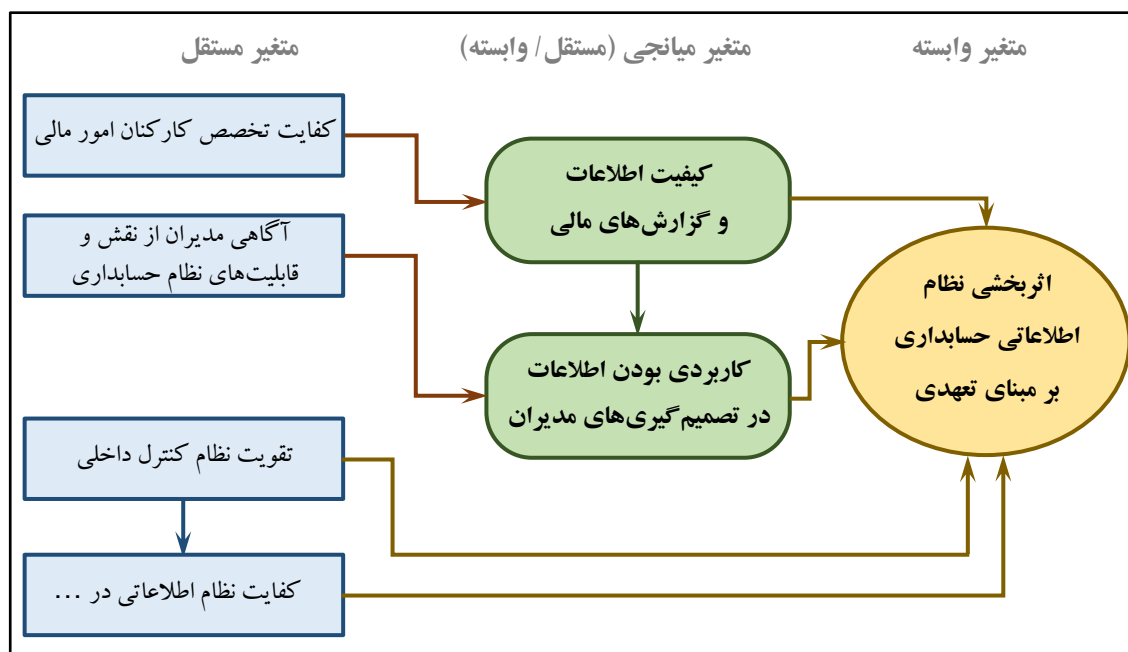 متغیر مستقل
متغیر میانجی (مستقل/ وابسته)
متغیر وابسته
کفایت تخصص کارکنان امور مالی
آگاهی مدیران از نقش و
قابلیت‌های نظام حسابداری
تقویت نظام کنترل داخلی
کفایت نظام اطلاعاتی در ...
کیفیت اطلاعات
و گزارش‌های مالی
کاربردی بودن اطلاعات
در تصمیم‌گیری‌های مدیران
اثربخشی نظام
اطلاعاتی حسابداری
بر مبنای تعهدی